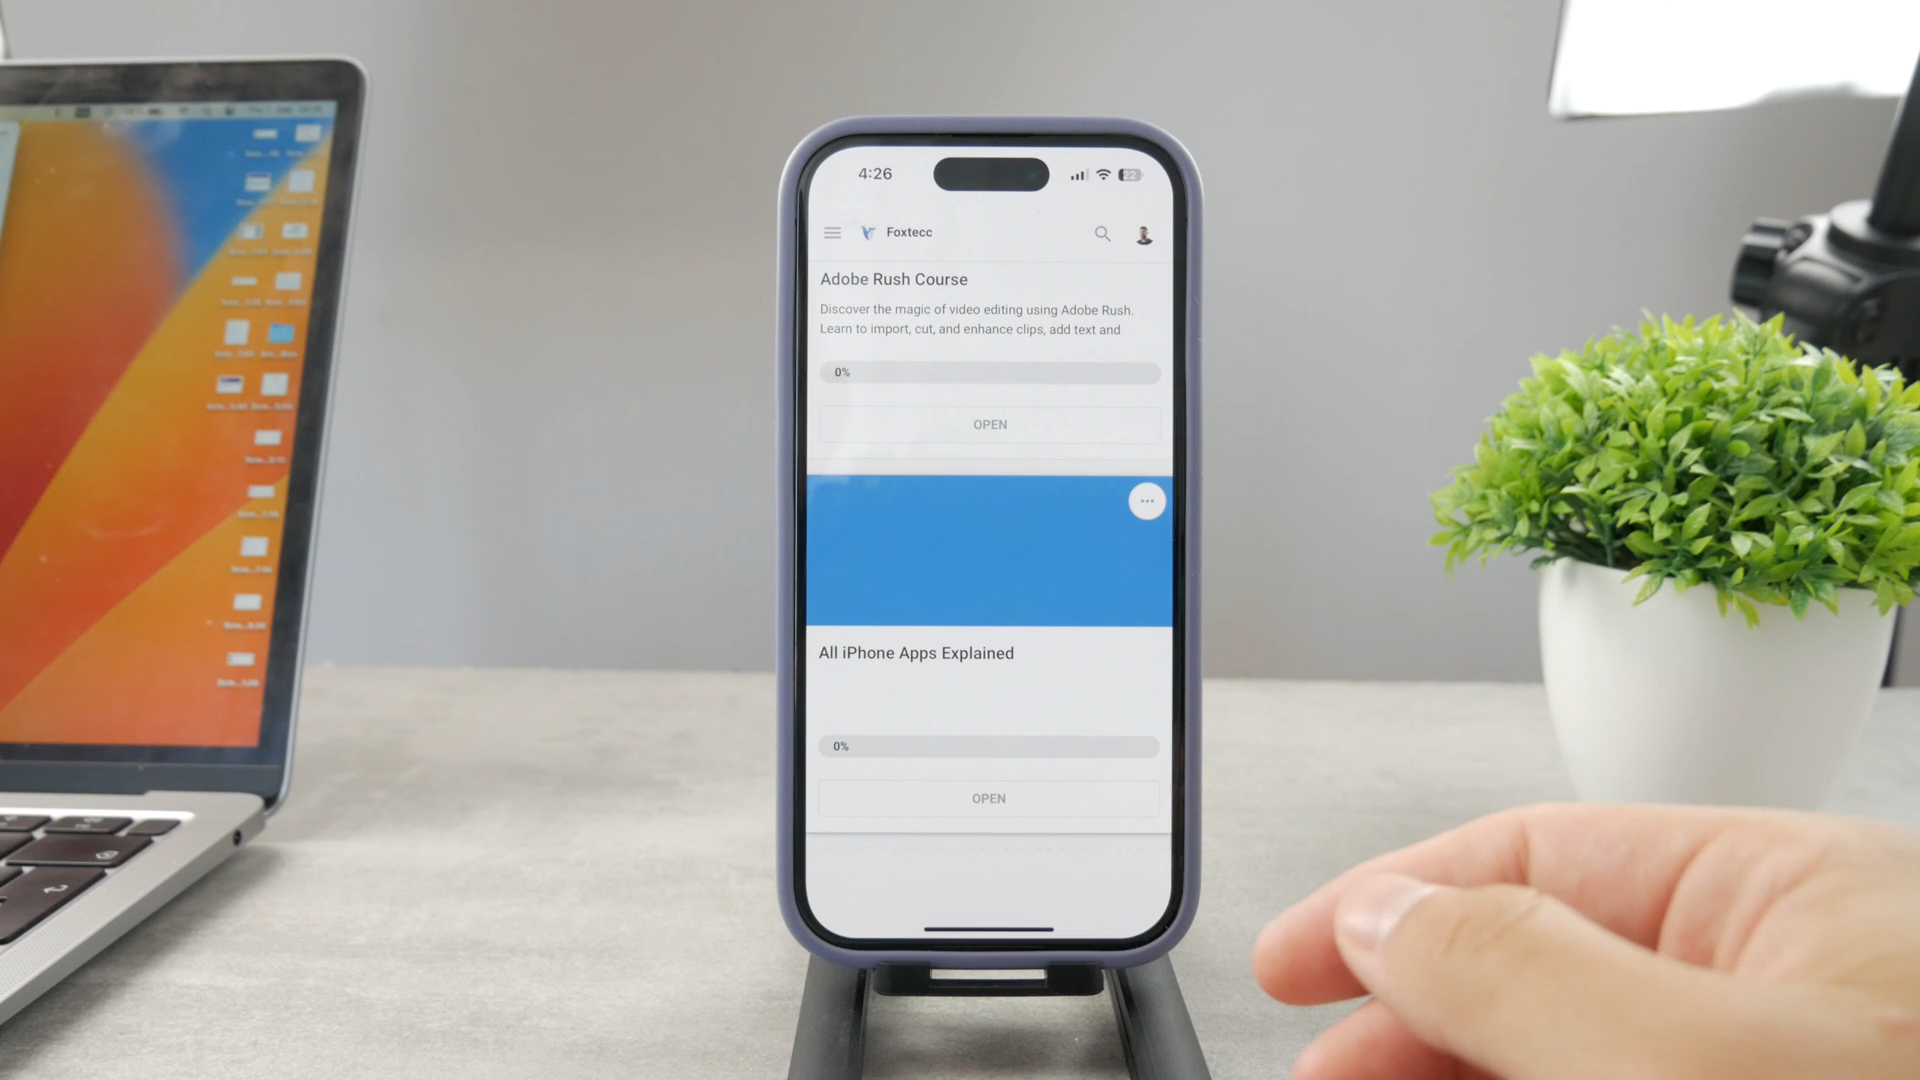 4:26
22
Foxtecc
Adobe Rush Course
Discover the magic of video editing using Adobe Rush.
Learn to import, cut, and enhance clips, add text and
0%
OPEN
All iPhone Apps Explained
0%
OPEN